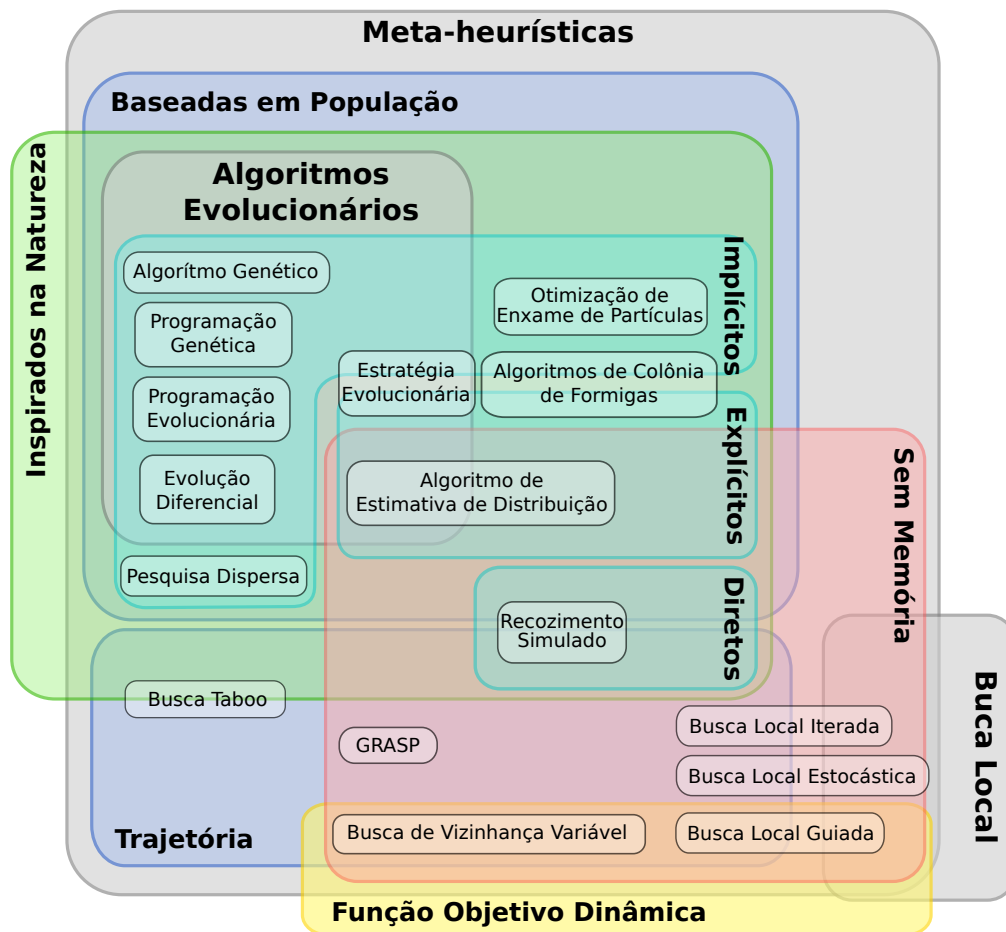 Meta-heurísticas
Baseadas em População
Inspirados na Natureza
Algoritmos
Evolucionários
Implícitos
Algorítmo Genético
Otimização de
Enxame de Partículas
Programação
Genética
Estratégia
Evolucionária
Algoritmos de Colônia
de Formigas
Programação
Evolucionária
Explícitos
Sem Memória
Evolução
Diferencial
Algoritmo de
Estimativa de Distribuição
Pesquisa Dispersa
Diretos
Recozimento
Simulado
Buca Local
Busca Taboo
GRASP
Busca Local Iterada
Busca Local Estocástica
Trajetória
Busca de Vizinhança Variável
Busca Local Guiada
Função Objetivo Dinâmica